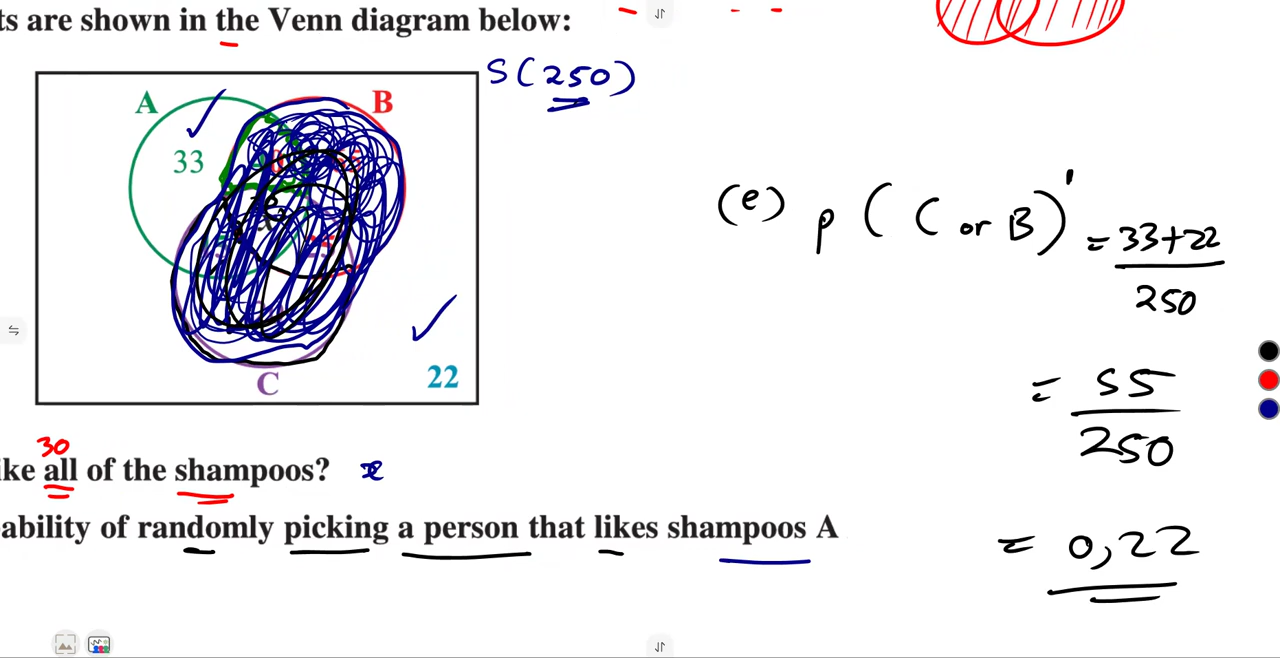 ts are shown in the Venn diagram below:
S(250)
A
B
33
(e) p(C or B)' = 33+22
250
C
22
= 55
250
30
ike all of the shampoos? x
ability of randomly picking a person that likes shampoos A
= 0,22